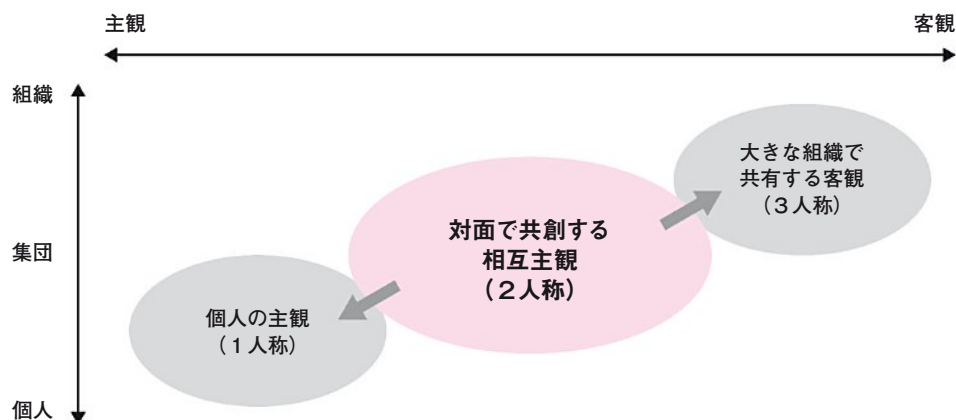 主観
客観
組織
大きな組織で
共有する客観
（３人称）
対面で共創する
相互主観
（２人称）
集団
個人の主観
（１人称）
個人